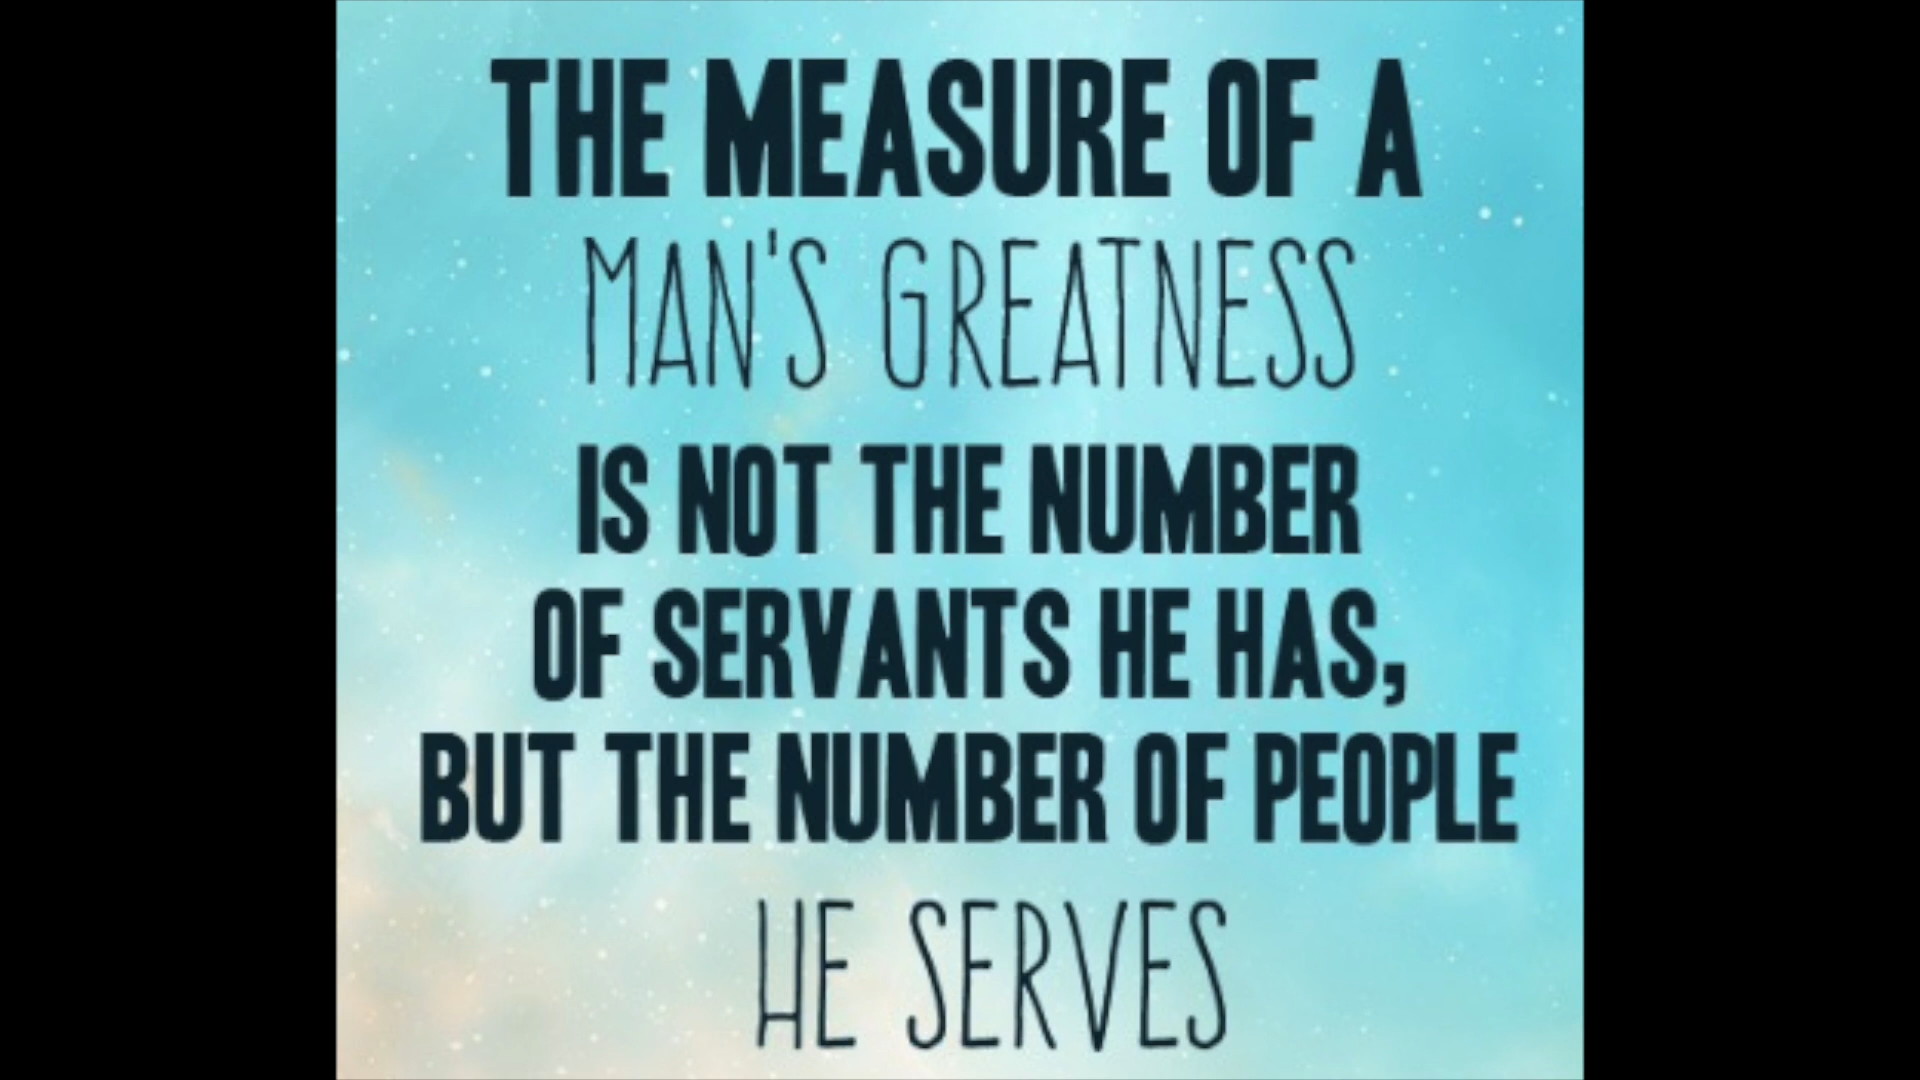 THE MEASURE OF A
MAN'S GREATNESS
IS NOT THE NUMBER
OF SERVANTS HE HAS,
BUT THE NUMBER OF PEOPLE
HE SERVES